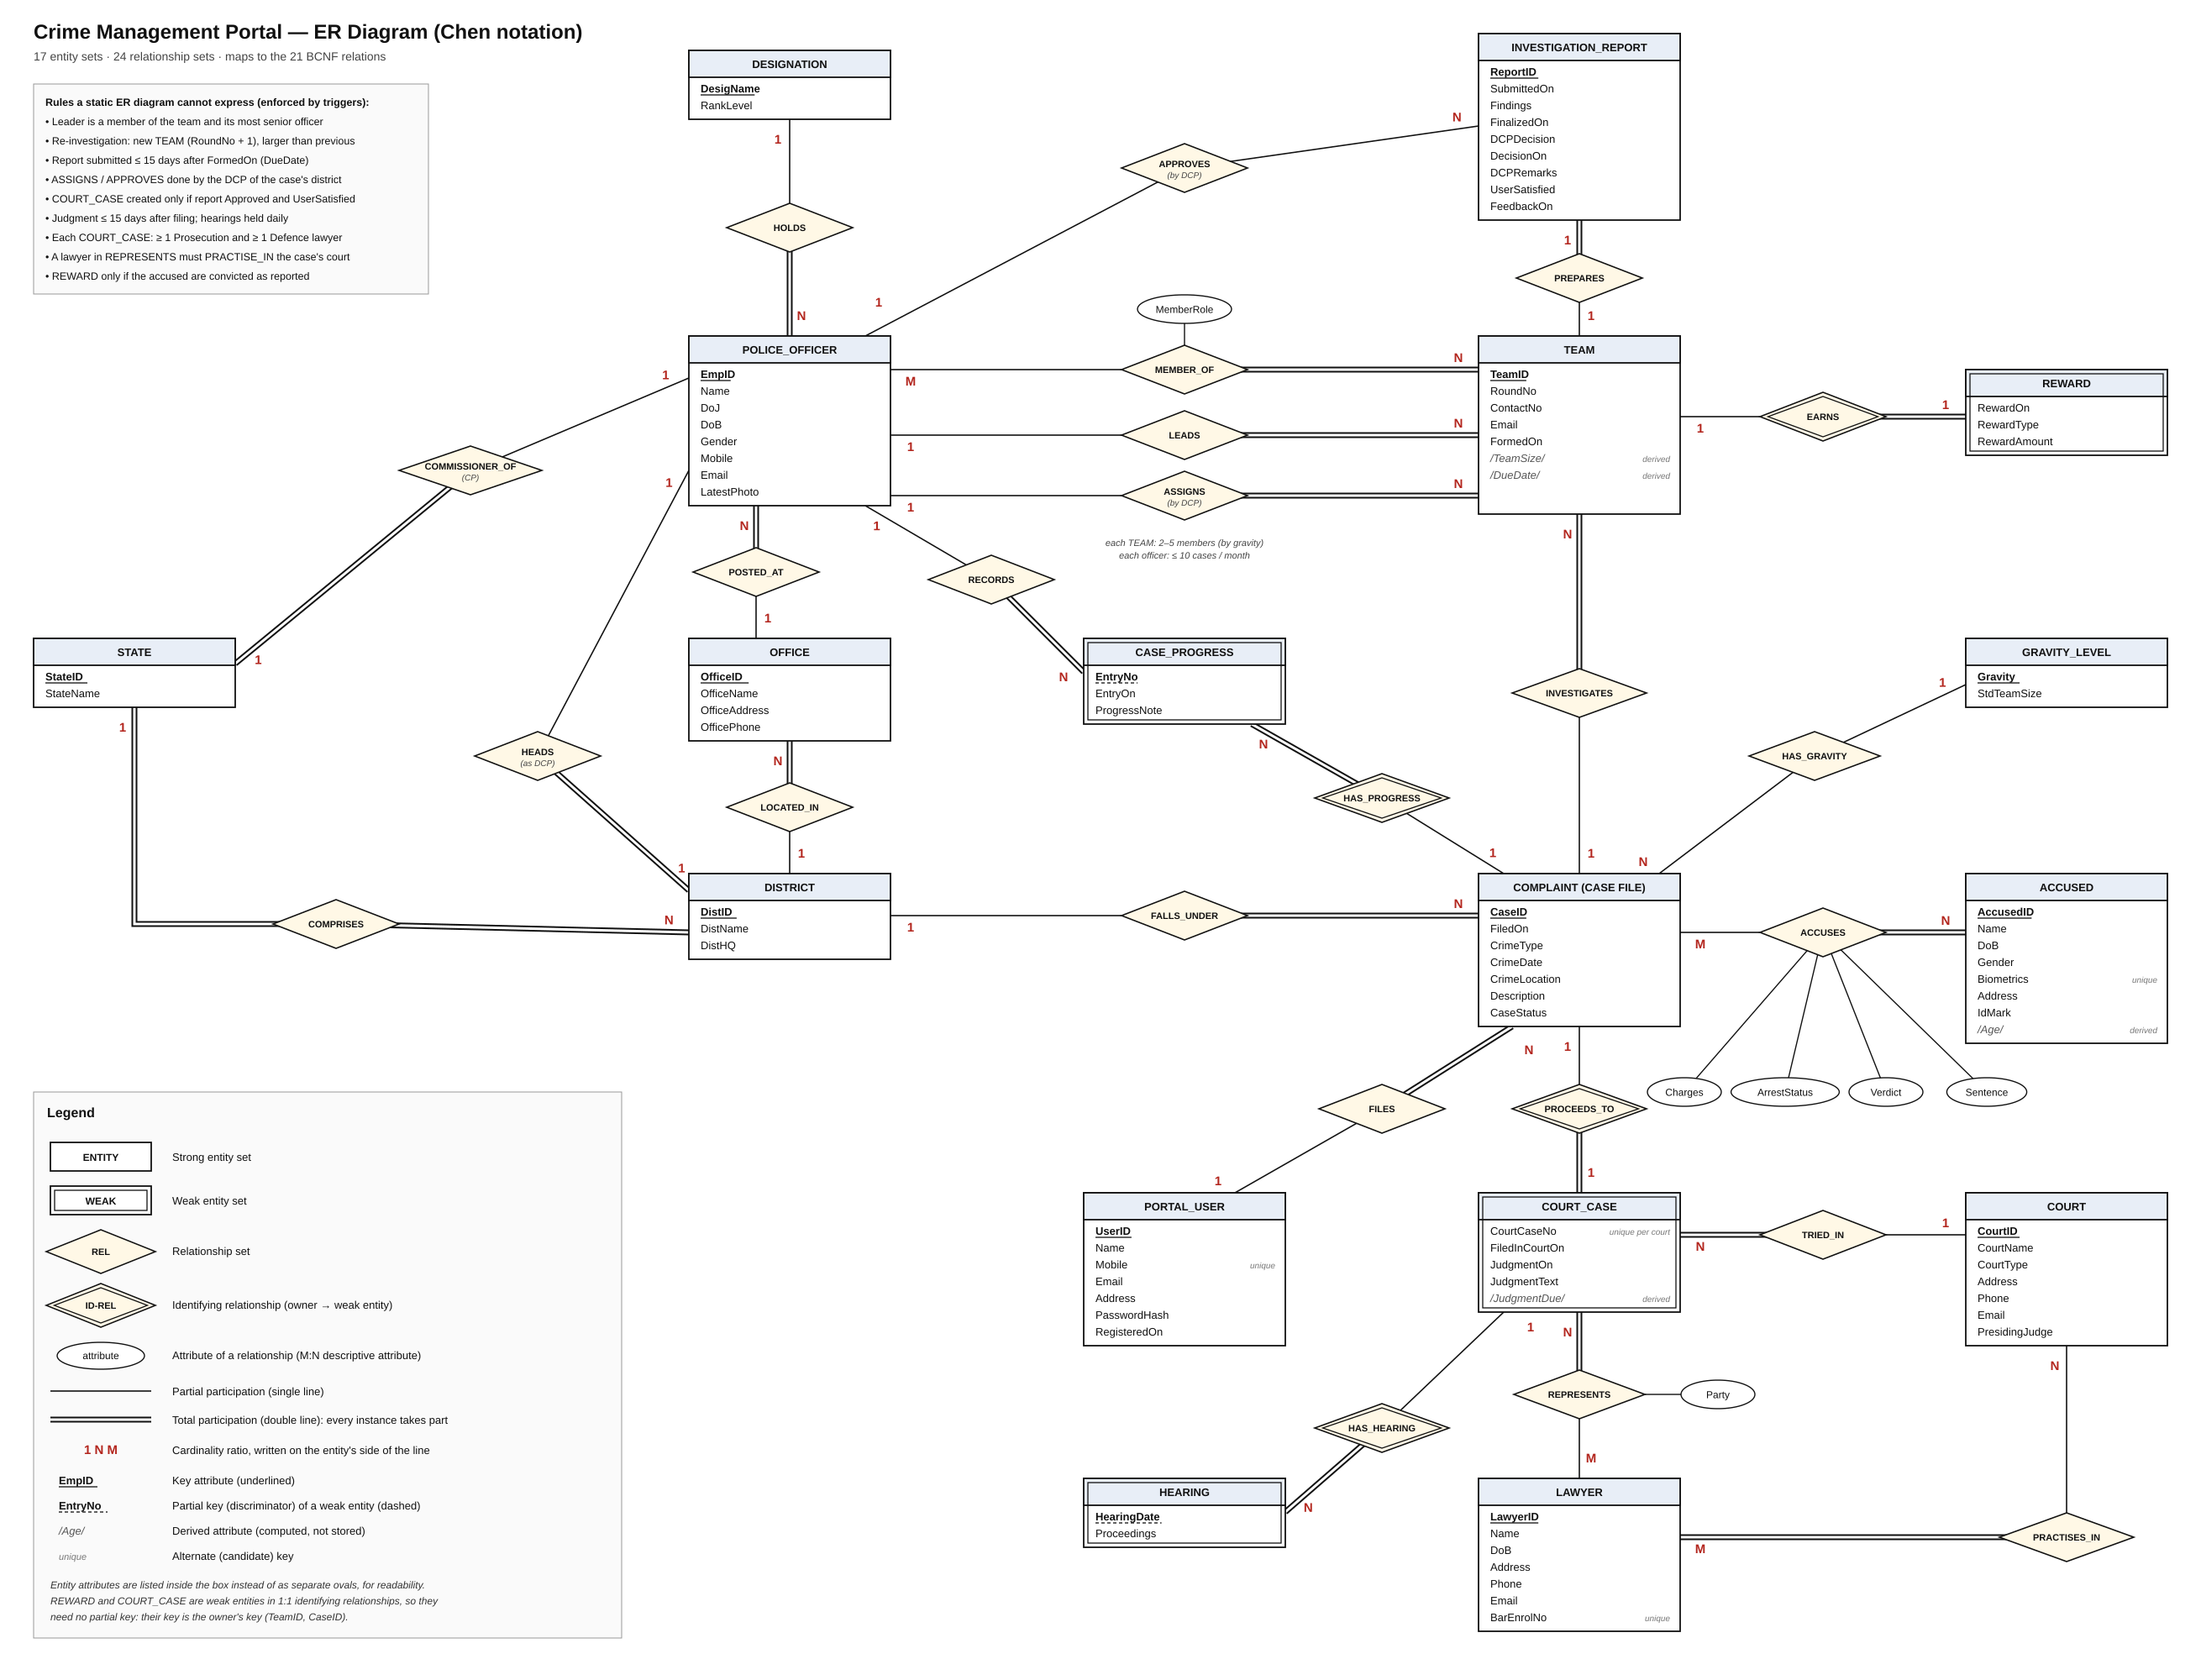 Crime Management Portal — ER Diagram (Chen notation)
17 entity sets · 24 relationship sets · maps to the 21 BCNF relations
Rules a static ER diagram cannot express (enforced by triggers):
• Leader is a member of the team and its most senior officer
• Re-investigation: new TEAM (RoundNo + 1), larger than previous
• Report submitted ≤ 15 days after FormedOn (DueDate)
• ASSIGNS / APPROVES done by the DCP of the case's district
• COURT_CASE created only if report Approved and UserSatisfied
• Judgment ≤ 15 days after filing; hearings held daily
• Each COURT_CASE: ≥ 1 Prosecution and ≥ 1 Defence lawyer
• A lawyer in REPRESENTS must PRACTISE_IN the case's court
• REWARD only if the accused are convicted as reported
DESIGNATION
DesigName
RankLevel
1
HOLDS
N
INVESTIGATION_REPORT
ReportID
SubmittedOn
Findings
FinalizedOn
DCPDecision
DecisionOn
DCPRemarks
UserSatisfied
FeedbackOn
N
APPROVES
(by DCP)
1
1
PREPARES
1
POLICE_OFFICER
EmpID
Name
DoJ
DoB
Gender
Mobile
Email
LatestPhoto
MemberRole
M
MEMBER_OF
N
1
LEADS
N
1
ASSIGNS
(by DCP)
N
each TEAM: 2–5 members (by gravity)
each officer: ≤ 10 cases / month
TEAM
TeamID
RoundNo
ContactNo
Email
FormedOn
/TeamSize/ derived
/DueDate/ derived
1
EARNS
1
REWARD
RewardOn
RewardType
RewardAmount
1
COMMISSIONER_OF
(CP)
1
1
HEADS
(as DCP)
1
N
POSTED_AT
1
1
RECORDS
N
N
INVESTIGATES
1
STATE
StateID
StateName
1
COMPRISES
N
OFFICE
OfficeID
OfficeName
OfficeAddress
OfficePhone
N
LOCATED_IN
1
CASE_PROGRESS
EntryNo
EntryOn
ProgressNote
N
HAS_PROGRESS
1
GRAVITY_LEVEL
Gravity
StdTeamSize
1
HAS_GRAVITY
N
DISTRICT
DistID
DistName
DistHQ
1
FALLS_UNDER
N
COMPLAINT (CASE FILE)
CaseID
FiledOn
CrimeType
CrimeDate
CrimeLocation
Description
CaseStatus
M
ACCUSES
N
ACCUSED
AccusedID
Name
DoB
Gender
Biometrics unique
Address
IdMark
/Age/ derived
Charges
ArrestStatus
Verdict
Sentence
N
FILES
1
1
PROCEEDS_TO
1
PORTAL_USER
UserID
Name
Mobile unique
Email
Address
PasswordHash
RegisteredOn
COURT_CASE
CourtCaseNo unique per court
FiledInCourtOn
JudgmentOn
JudgmentText
/JudgmentDue/ derived
N
TRIED_IN
1
COURT
CourtID
CourtName
CourtType
Address
Phone
Email
PresidingJudge
1
HAS_HEARING
N
N
REPRESENTS
Party
M
N
HEARING
HearingDate
Proceedings
LAWYER
LawyerID
Name
DoB
Address
Phone
Email
BarEnrolNo unique
M
PRACTISES_IN
Legend
ENTITY Strong entity set
WEAK Weak entity set
REL Relationship set
ID-REL Identifying relationship (owner → weak entity)
attribute Attribute of a relationship (M:N descriptive attribute)
Partial participation (single line)
Total participation (double line): every instance takes part
1 N M Cardinality ratio, written on the entity's side of the line
EmpID Key attribute (underlined)
EntryNo Partial key (discriminator) of a weak entity (dashed)
/Age/ Derived attribute (computed, not stored)
unique Alternate (candidate) key
Entity attributes are listed inside the box instead of as separate ovals, for readability.
REWARD and COURT_CASE are weak entities in 1:1 identifying relationships, so they
need no partial key: their key is the owner's key (TeamID, CaseID).